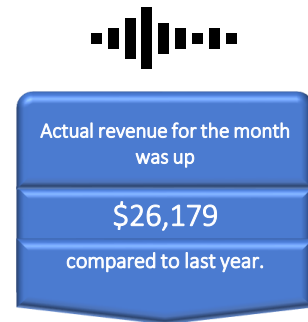 Actual revenue for the month
was up
$26,179
compared to last year.